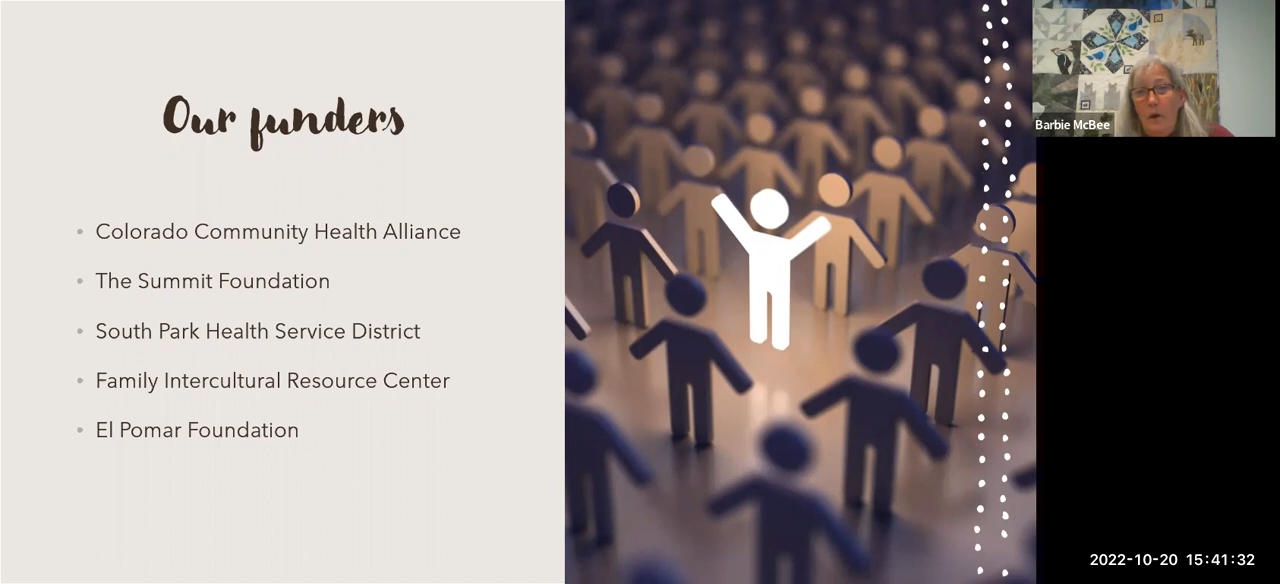 Our funders
Colorado Community Health Alliance
The Summit Foundation
South Park Health Service District
Family Intercultural Resource Center
El Pomar Foundation
Barbie McBee
2022-10-20 15:41:32